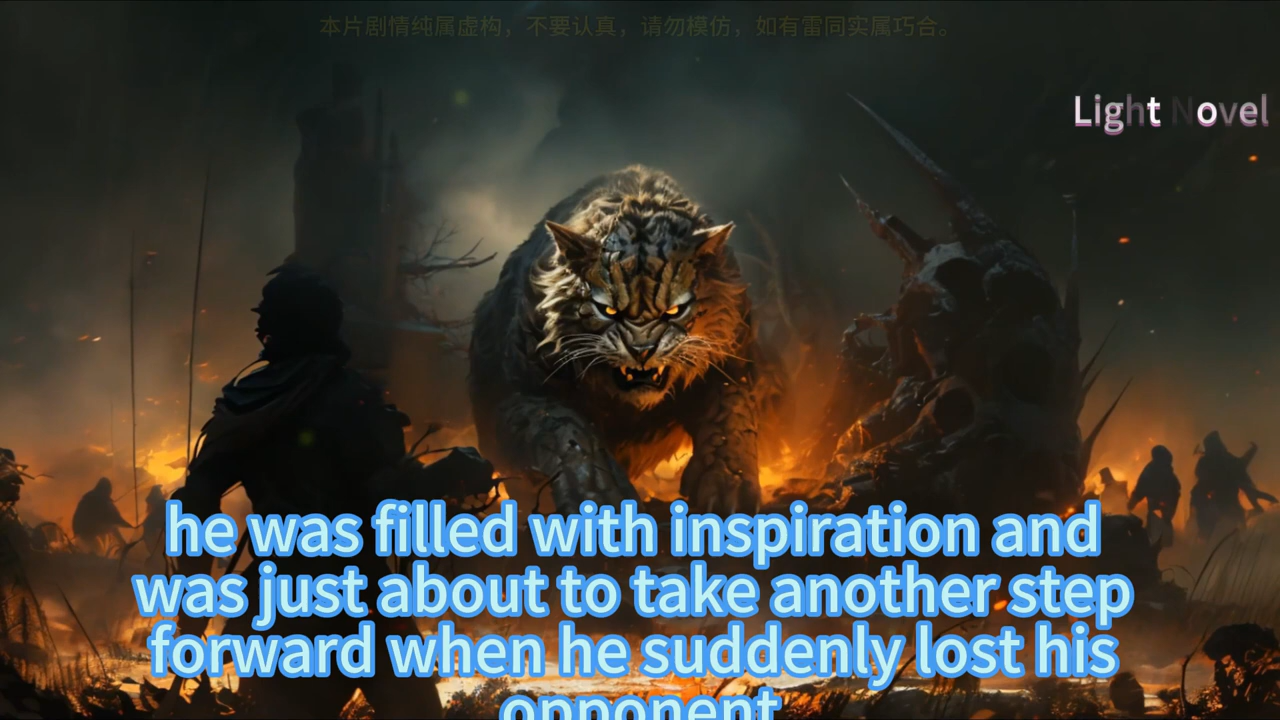 本片剧情纯属虚构，不要认真，请勿模仿，如有雷同实属巧合。
Light Novel
he was filled with inspiration and
was just about to take another step
forward when he suddenly lost his
opponent